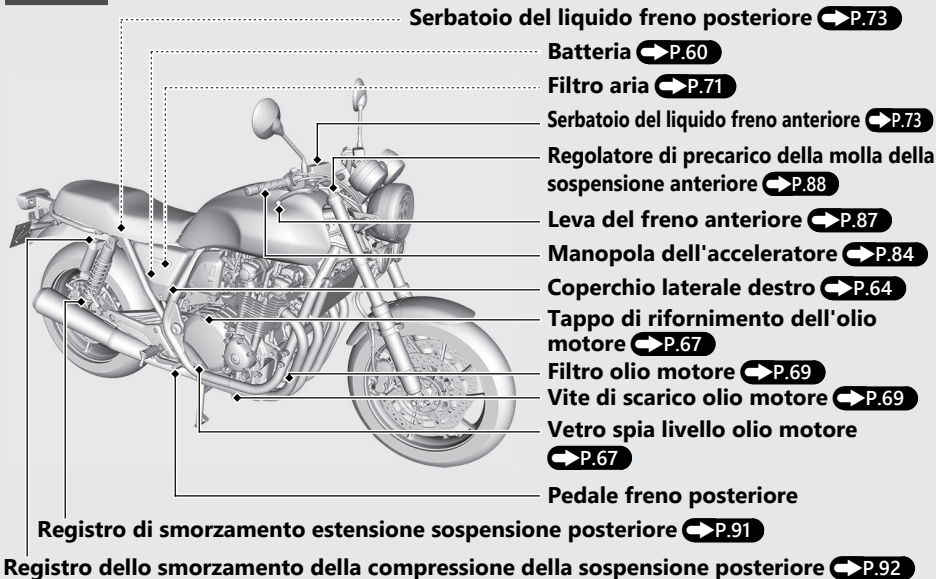 Serbatoio del liquido freno posteriore P.73
Batteria P.60
Filtro aria P.71
Serbatoio del liquido freno anteriore P.73
Regolatore di precarico della molla della
sospensione anteriore P.88
Leva del freno anteriore P.87
Manopola dell'acceleratore P.84
Coperchio laterale destro P.64
Tappo di rifornimento dell'olio
motore P.67
Filtro olio motore P.69
Vite di scarico olio motore P.69
Vetro spia livello olio motore
P.67
Pedale freno posteriore
Registro di smorzamento estensione sospensione posteriore P.91
Registro dello smorzamento della compressione della sospensione posteriore P.92